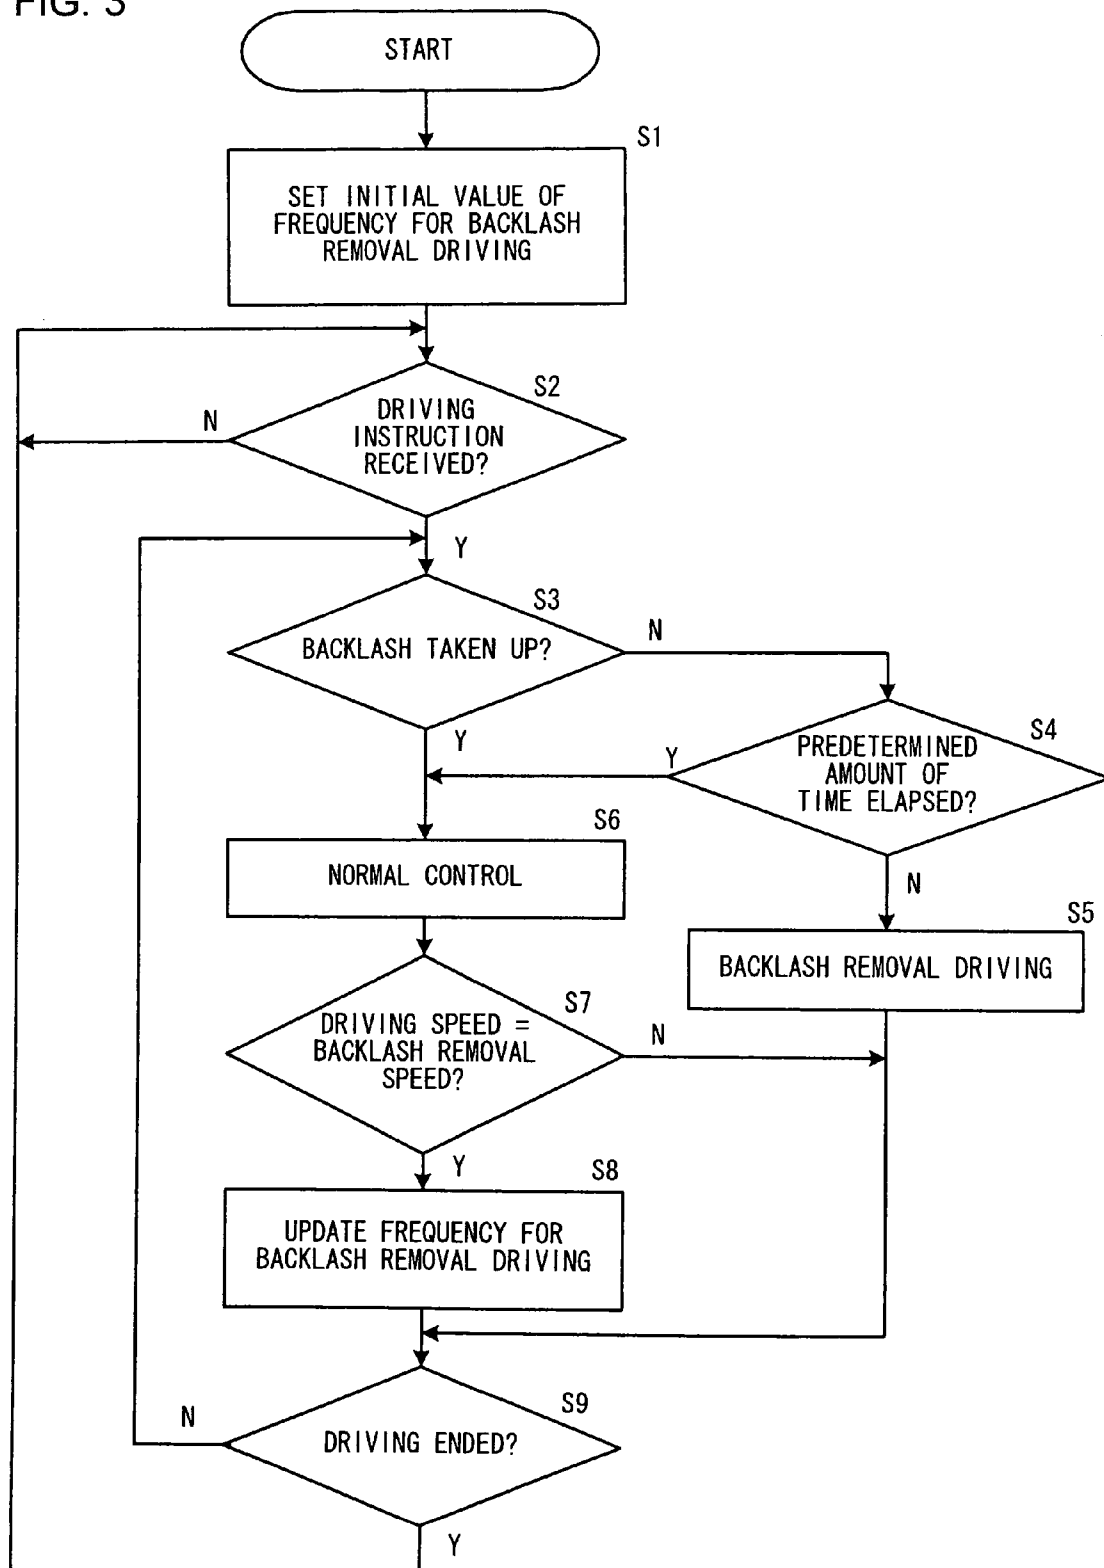 FIG. 3
START
S1
SET INITIAL VALUE OF
FREQUENCY FOR BACKLASH
REMOVAL DRIVING
S2
N
DRIVING
INSTRUCTION
RECEIVED?
Y
S3
N
BACKLASH TAKEN UP?
Y
S4
Y
PREDETERMINED
AMOUNT OF
TIME ELAPSED?
N
S6
NORMAL CONTROL
S5
BACKLASH REMOVAL DRIVING
S7
N
DRIVING SPEED =
BACKLASH REMOVAL
SPEED?
Y
S8
UPDATE FREQUENCY FOR
BACKLASH REMOVAL DRIVING
S9
N
DRIVING ENDED?
Y